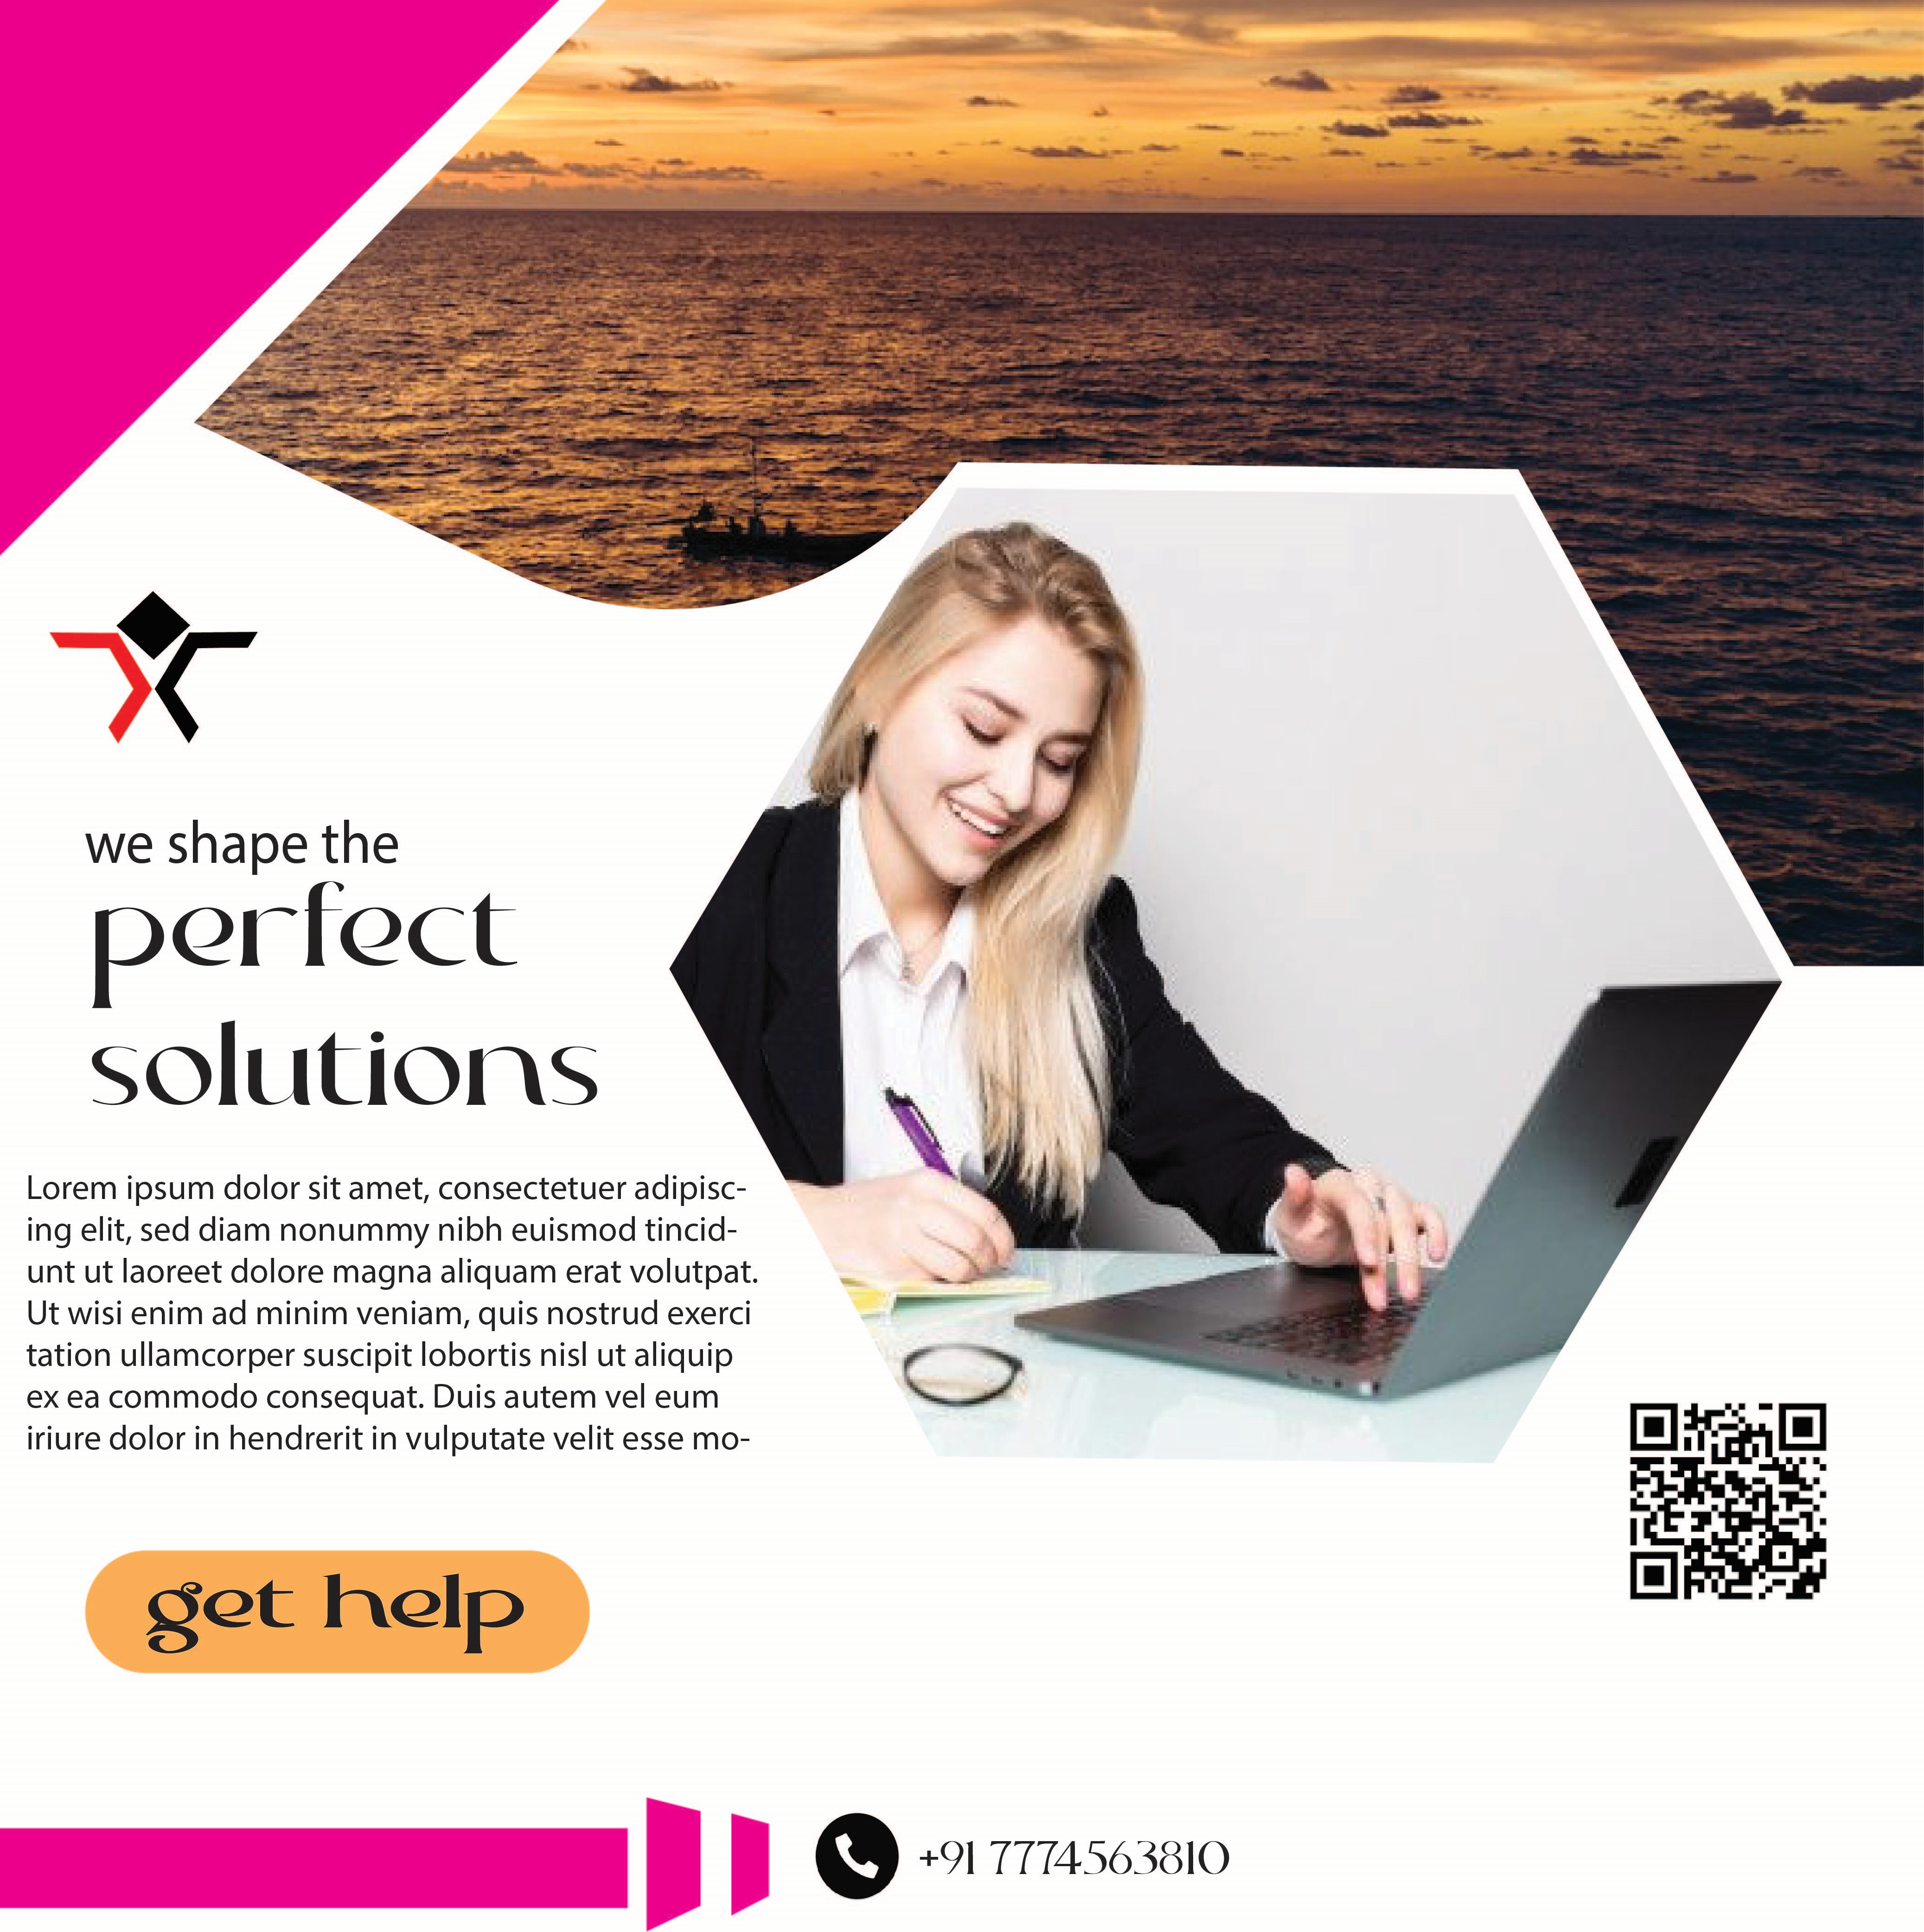 we shape the
perfect
solutions
Lorem ipsum dolor sit amet, consectetuer adipisc-
ing elit, sed diam nonummy nibh euismod tincid-
unt ut laoreet dolore magna aliquam erat volutpat.
Ut wisi enim ad minim veniam, quis nostrud exerci
tation ullamcorper suscipit lobortis nisl ut aliquip
ex ea commodo consequat. Duis autem vel eum
iriure dolor in hendrerit in vulputate velit esse mo-
get help
+91 7774563810